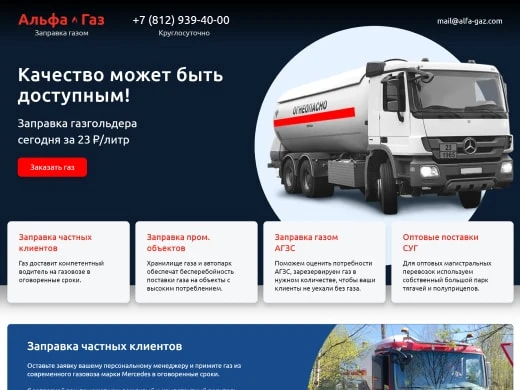 Альфа Газ
Заправка газом
+7 (812) 939-40-00
Круглосуточно
mail@alfa-gaz.com
Качество может быть
доступным!
Заправка газгольдера
сегодня за 23 ₽/литр
Заказать газ
ОГНЕОПАСНО
23
1965
Заправка частных
клиентов
Газ доставит компетентный
водитель на газовозе в
оговоренные сроки.
Заправка пром.
объектов
Хранилище газа и автопарк
обеспечат бесперебойность
поставки газа на объекты с
высоким потреблением.
Заправка газом
АГЗС
Поможем оценить потребности
АГЗС, зарезервируем газ в
нужном количестве, чтобы ваши
клиенты не уехали без газа.
Оптовые поставки
СУГ
Для оптовых магистральных
перевозок используем
собственный большой парк
тягачей и полуприцепов.
Заправка частных клиентов
Оставьте заявку вашему персональному менеджеру и примите газ из
современного газовоза марки Mercedes в оговоренные сроки.